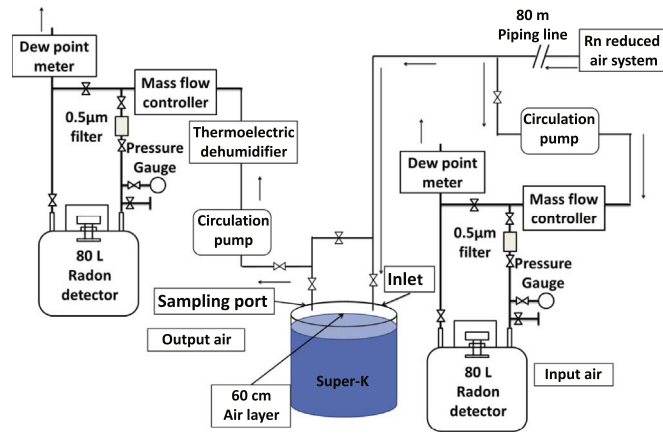 80 m
Piping line
Rn reduced
air system
Dew point
meter
Mass flow
controller
0.5μm
filter
Thermoelectric
dehumidifier
Pressure
Gauge
Circulation
pump
80 L
Radon
detector
Sampling port
Inlet
Output air
Super-K
60 cm
Air layer
Circulation
pump
Dew point
meter
Mass flow
controller
0.5μm
filter
Pressure
Gauge
80 L
Radon
detector
Input air